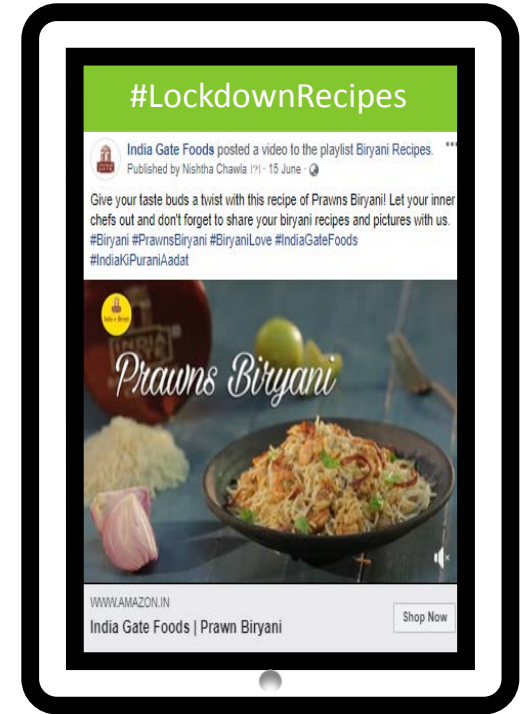 #LockdownRecipes
India Gate Foods posted a video to the playlist Biryani Recipes.
Published by Nishtha Chawla [?] · 15 June ·
Give your taste buds a twist with this recipe of Prawns Biryani! Let your inner
chefs out and don't forget to share your biryani recipes and pictures with us.
#Biryani #PrawnsBiryani #BiryaniLove #IndiaGateFoods
#IndiaKiPuraniAadat
INDIA
Prawns Biryani
WWW.AMAZON.IN
India Gate Foods | Prawn Biryani
Shop Now